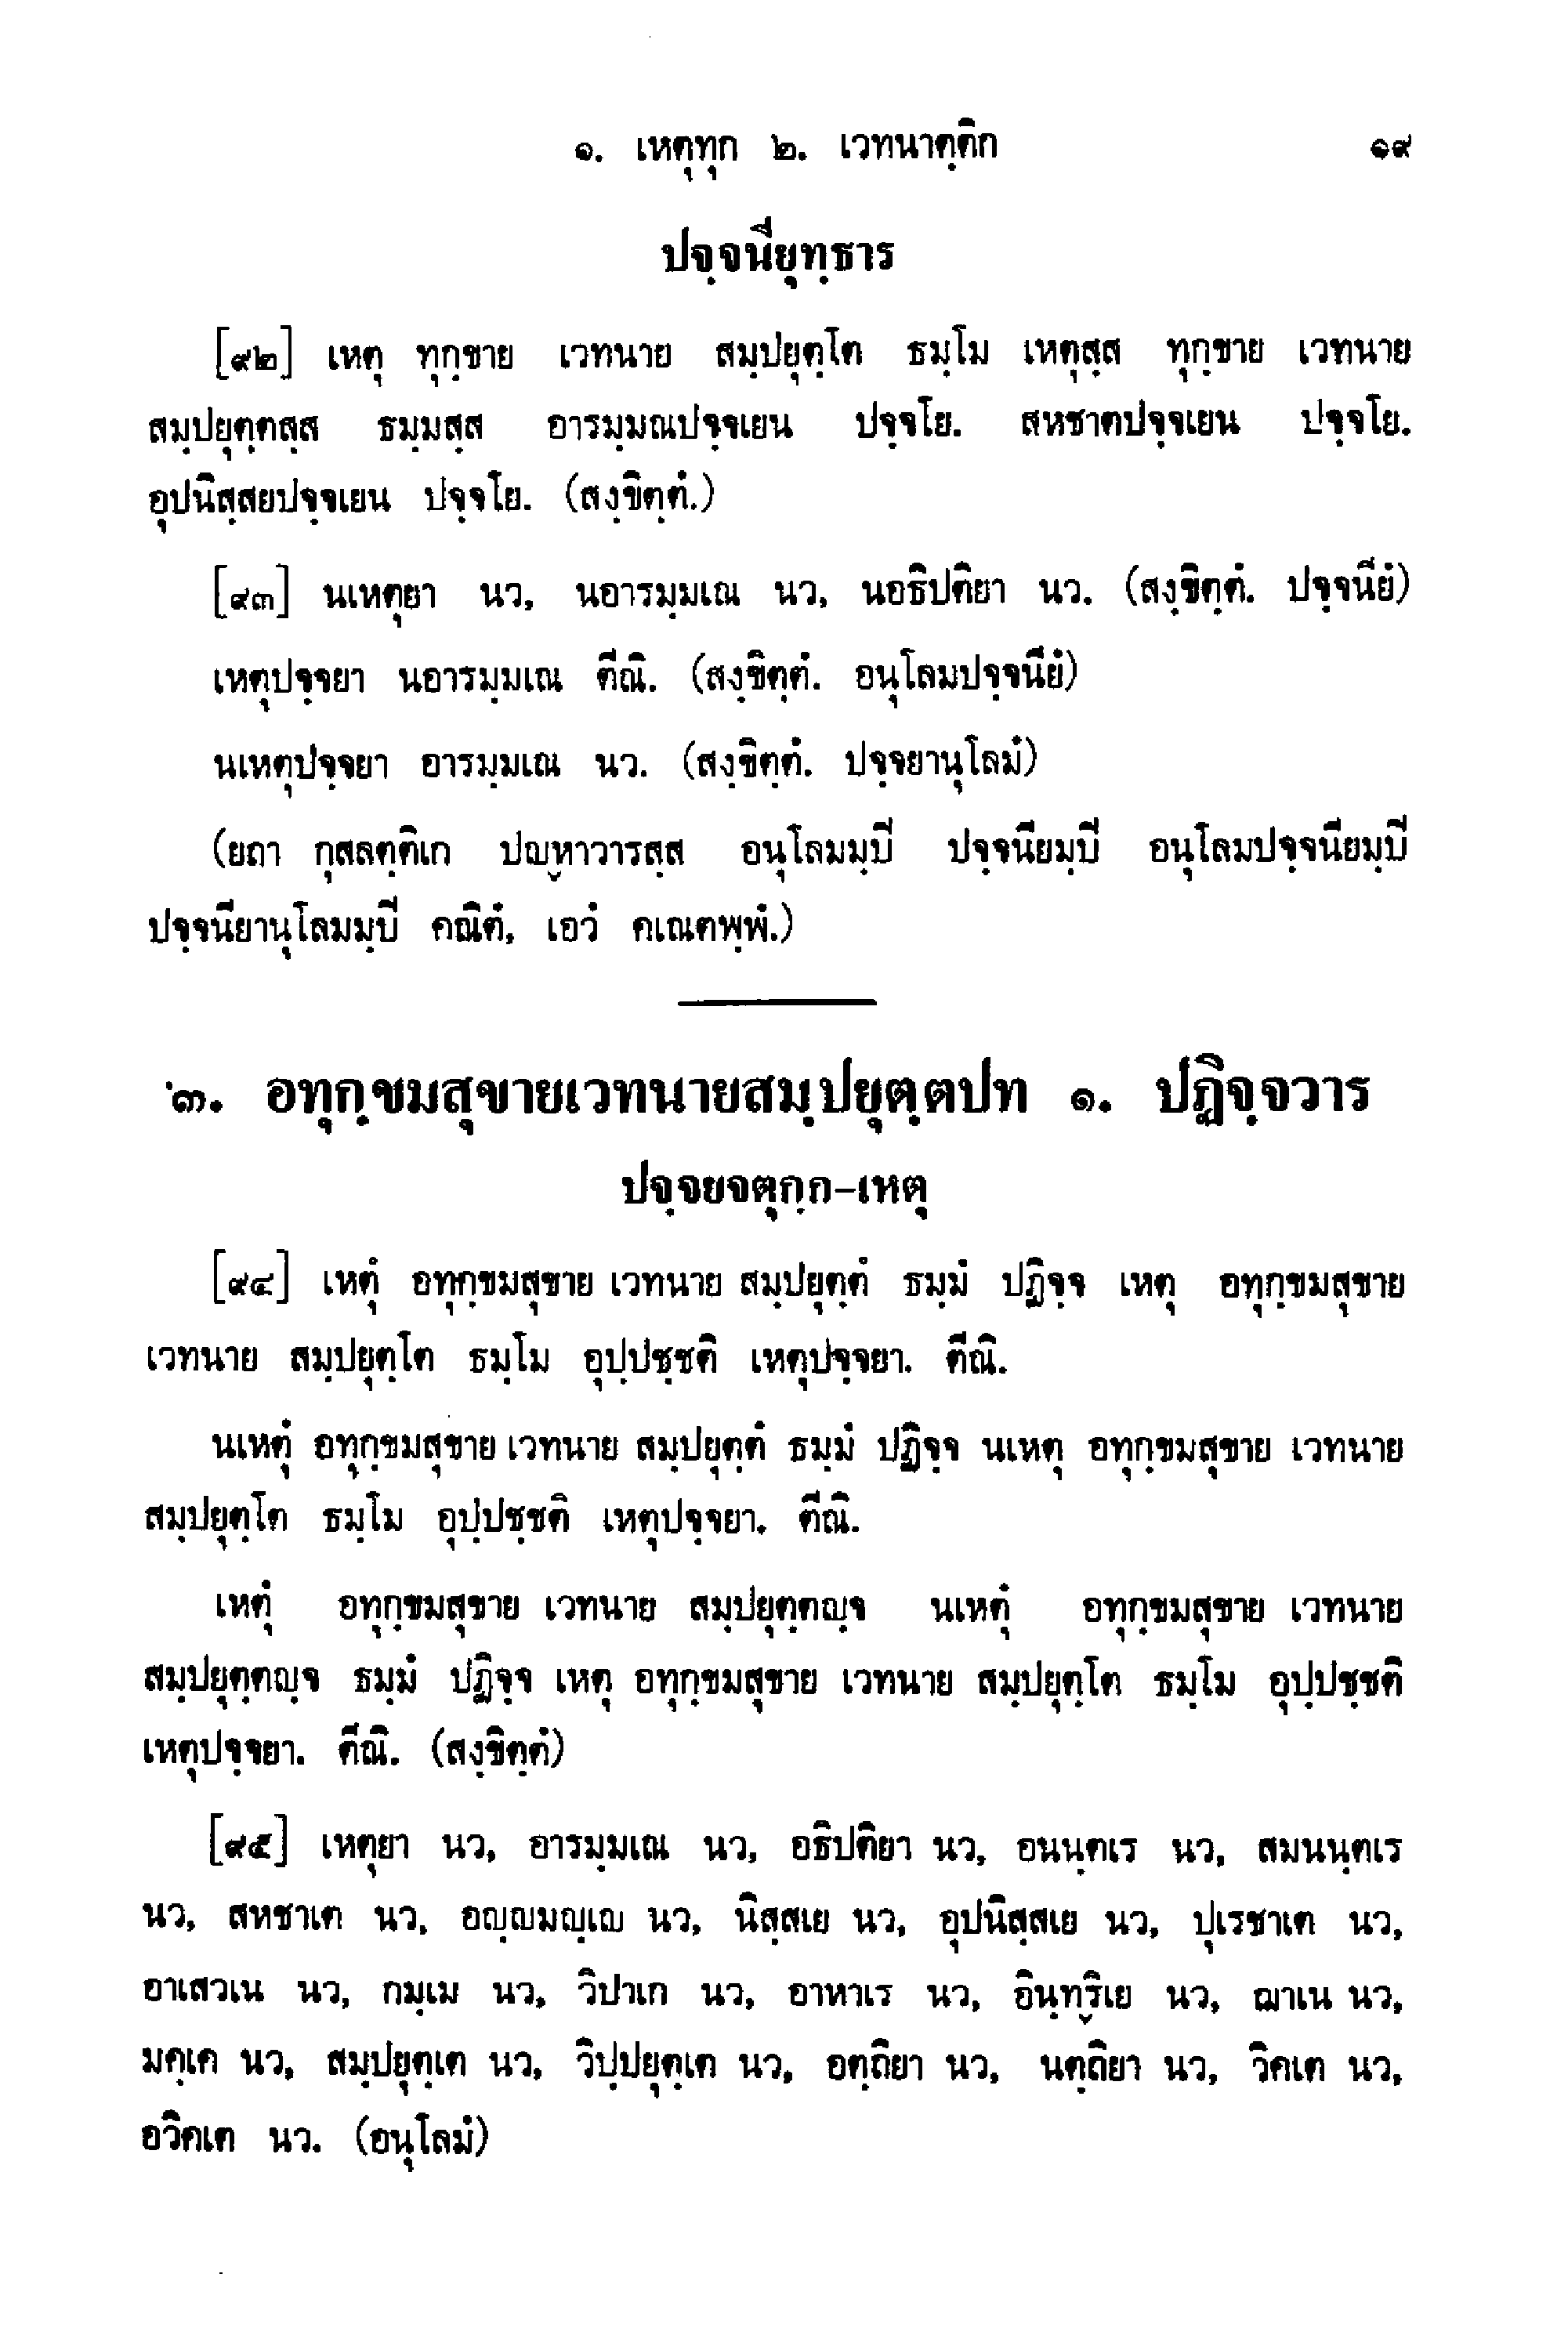 ๑. เหตุทุก ๒. เวทนาตฺติก ๑๙
ปจฺจนียุทฺธาร
[๙๒] เหตุ ทุกฺขาย เวทนาย สมฺปยุตฺโต ธมฺโม เหตุสฺส ทุกฺขาย เวทนาย
สมฺปยุตฺตสฺส ธมฺมสฺส อารมฺมณปจฺจเยน ปจฺจโย. สหชาตปจฺจเยน ปจฺจโย.
อุปนิสฺสยปจฺจเยน ปจฺจโย. (สงฺขิตฺตํ.)
[๙๓] นเหตุยา นว, นอารมฺมเณ นว, นอธิปติยา นว. (สงฺขิตฺตํ. ปจฺจนียํ)
เหตุปจฺจยา นอารมฺมเณ ตีณิ. (สงฺขิตฺตํ. อนุโลมปจฺจนียํ)
นเหตุปจฺจยา อารมฺมเณ นว. (สงฺขิตฺตํ. ปจฺจยานุโลมํ)
(ยถา กุสลตฺติเก ปญฺหาวารสฺส อนุโลมมฺปี ปจฺจนียมฺปี อนุโลมปจฺจนียมฺปี
ปจฺจนียานุโลมมฺปี คณิตํ, เอวํ คเณตพฺพํ.)
๓. อทุกฺขมสุขายเวทนายสมฺปยุตฺตปท ๑. ปฏิจฺจวาร
ปจฺจยจตุกฺก-เหตุ
[๙๔] เหตุํ อทุกฺขมสุขาย เวทนาย สมฺปยุตฺตํ ธมฺมํ ปฏิจฺจ เหตุ อทุกฺขมสุขาย
เวทนาย สมฺปยุตฺโต ธมฺโม อุปฺปชฺชติ เหตุปจฺจยา. ตีณิ.
นเหตุํ อทุกฺขมสุขาย เวทนาย สมฺปยุตฺตํ ธมฺมํ ปฏิจฺจ นเหตุ อทุกฺขมสุขาย เวทนาย
สมฺปยุตฺโต ธมฺโม อุปฺปชฺชติ เหตุปจฺจยา. ตีณิ.
เหตุํ อทุกฺขมสุขาย เวทนาย สมฺปยุตฺตญฺจ นเหตุํ อทุกฺขมสุขาย เวทนาย
สมฺปยุตฺตญฺจ ธมฺมํ ปฏิจฺจ เหตุ อทุกฺขมสุขาย เวทนาย สมฺปยุตฺโต ธมฺโม อุปฺปชฺชติ
เหตุปจฺจยา. ตีณิ. (สงฺขิตฺตํ)
[๙๕] เหตุยา นว, อารมฺมเณ นว, อธิปติยา นว, อนนฺตเร นว, สมนนฺตเร
นว, สหชาเต นว, อญฺญมญฺเญ นว, นิสฺสเย นว, อุปนิสฺสเย นว, ปุเรชาเต นว,
อาเสวเน นว, กมฺเม นว, วิปาเก นว, อาหาเร นว, อินฺทฺริเย นว, ฌาเน นว,
มคฺเค นว, สมฺปยุตฺเต นว, วิปฺปยุตฺเต นว, อตฺถิยา นว, นตฺถิยา นว, วิคเต นว,
อวิคเต นว. (อนุโลมํ)